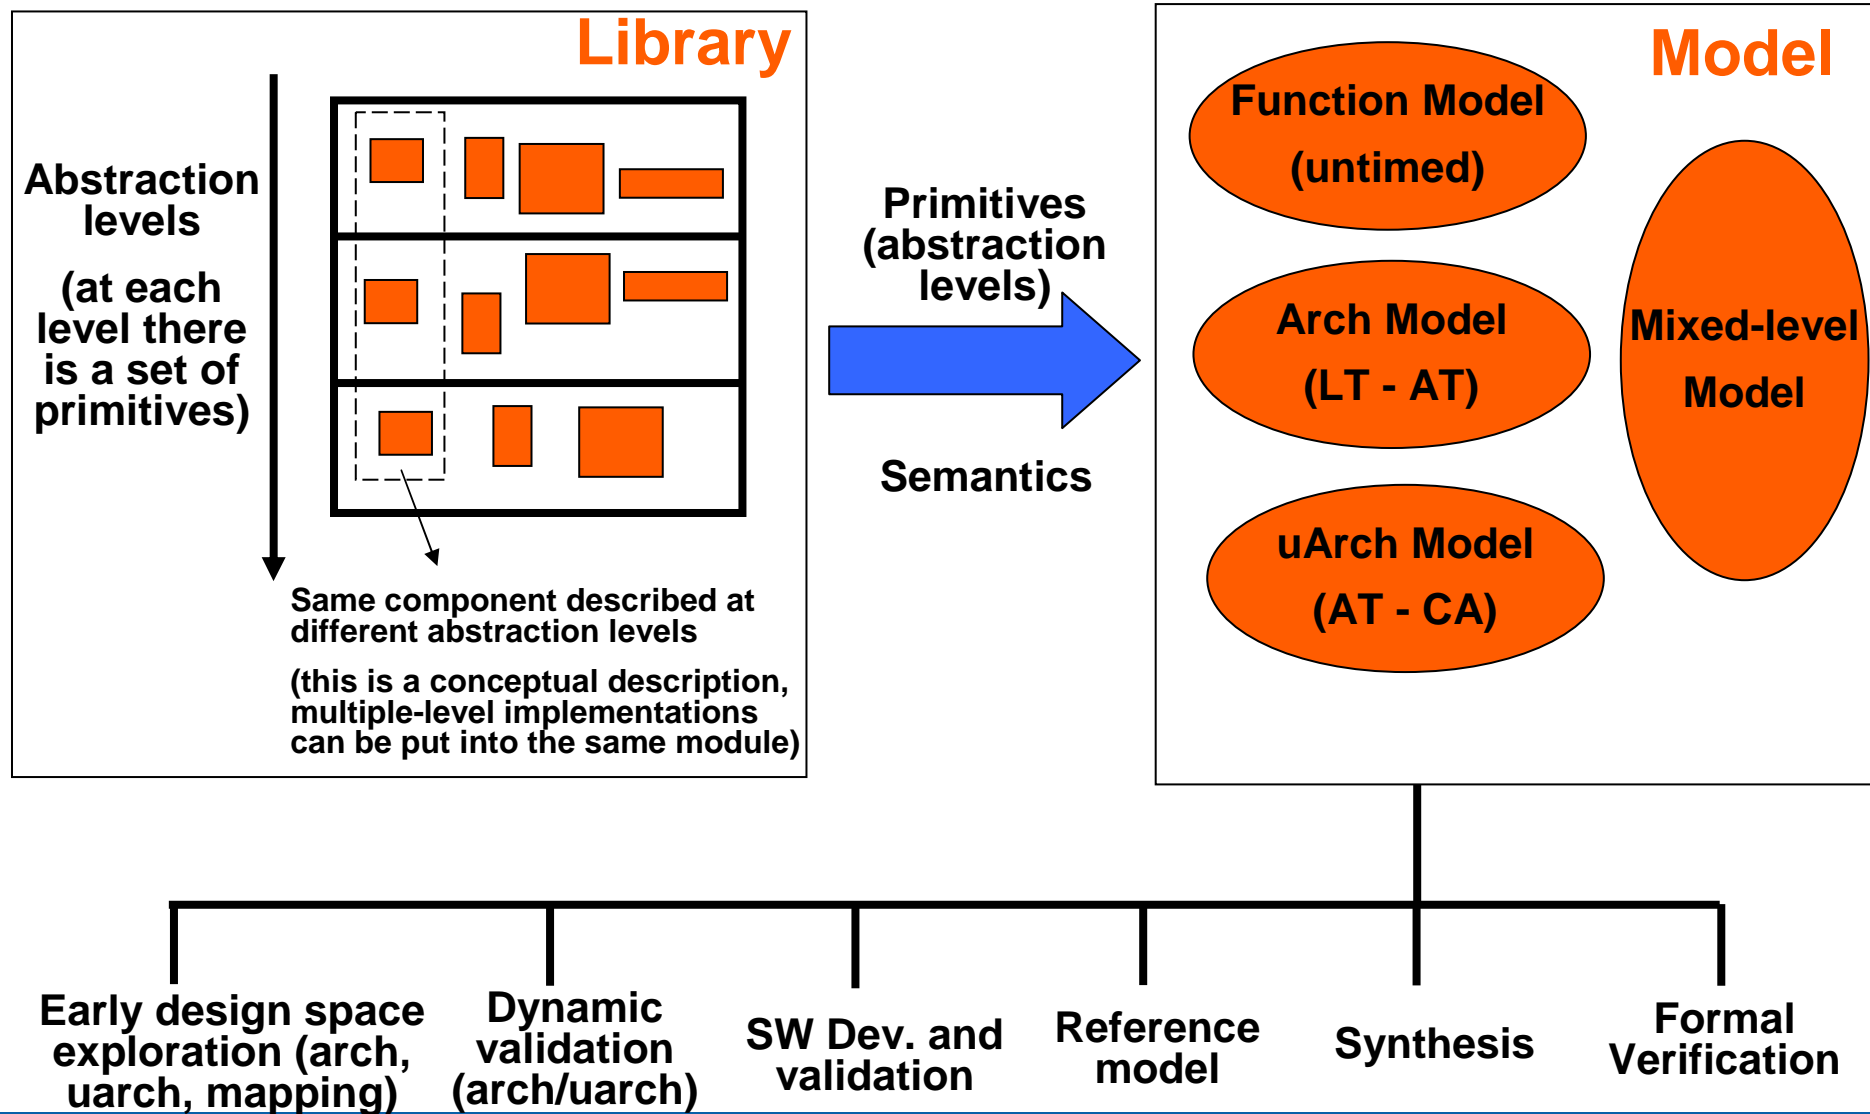 Library
Abstraction
levels
(at each
level there
is a set of
primitives)
Same component described at
different abstraction levels
(this is a conceptual description,
multiple-level implementations
can be put into the same module)
Primitives
(abstraction
levels)
Semantics
Model
Function Model
(untimed)
Arch Model
(LT - AT)
uArch Model
(AT - CA)
Mixed-level
Model
Early design space
exploration (arch,
uarch, mapping)
Dynamic
validation
(arch/uarch)
SW Dev. and
validation
Reference
model
Synthesis
Formal
Verification